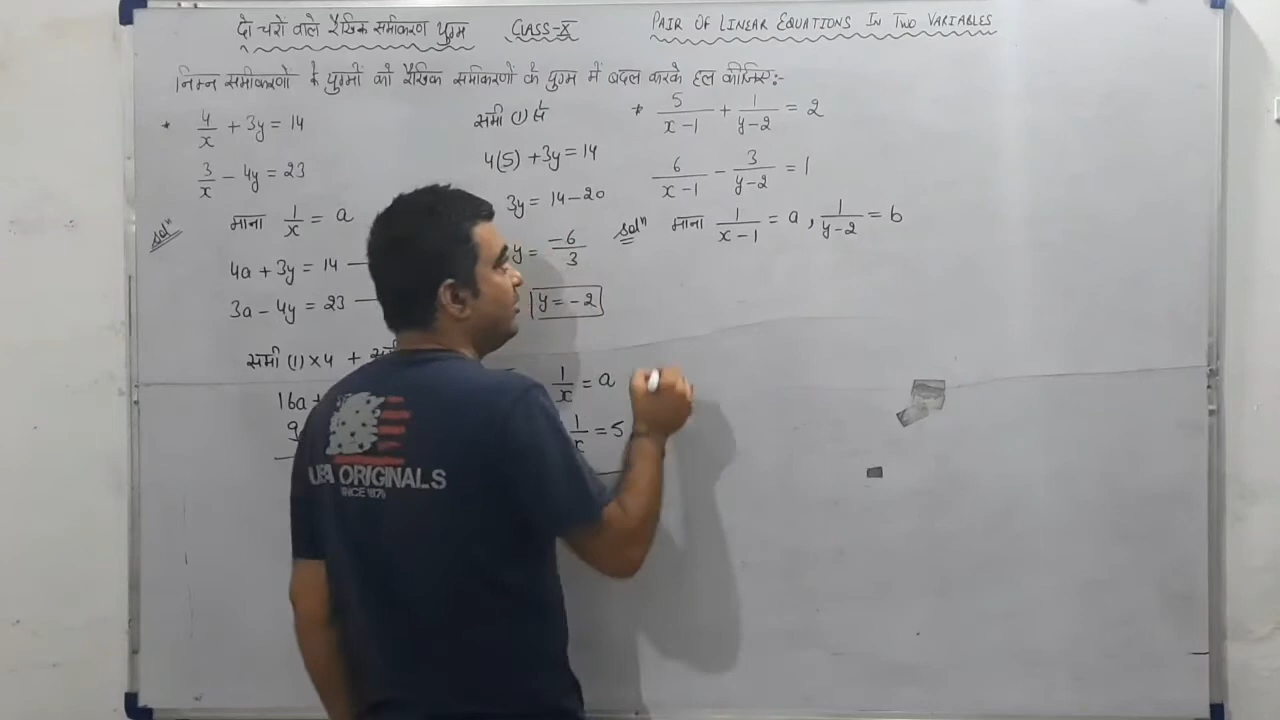 दो चरो वाले रैखिक समीकरण युग्म CLASS-X PAIR OF LINEAR EQUATIONS IN TWO VARIABLES
निम्न समीकरणों के युग्मों को रैखिक समीकरणों के युग्म में बदल करके हल कीजिए:-
* 4/x + 3y = 14
3/x - 4y = 23
Solⁿ माना 1/x = a
4a + 3y = 14 —
3a - 4y = 23 —
समी (1) × 4 +
16a +
9
समी (1) से
4(5) + 3y = 14
3y = 14 - 20
y = -6/3
y = -2
1/x = a
1/x = 5
* 5/(x-1) + 1/(y-2) = 2
6/(x-1) - 3/(y-2) = 1
Solⁿ माना 1/(x-1) = a, 1/(y-2) = b
USA ORIGINALS